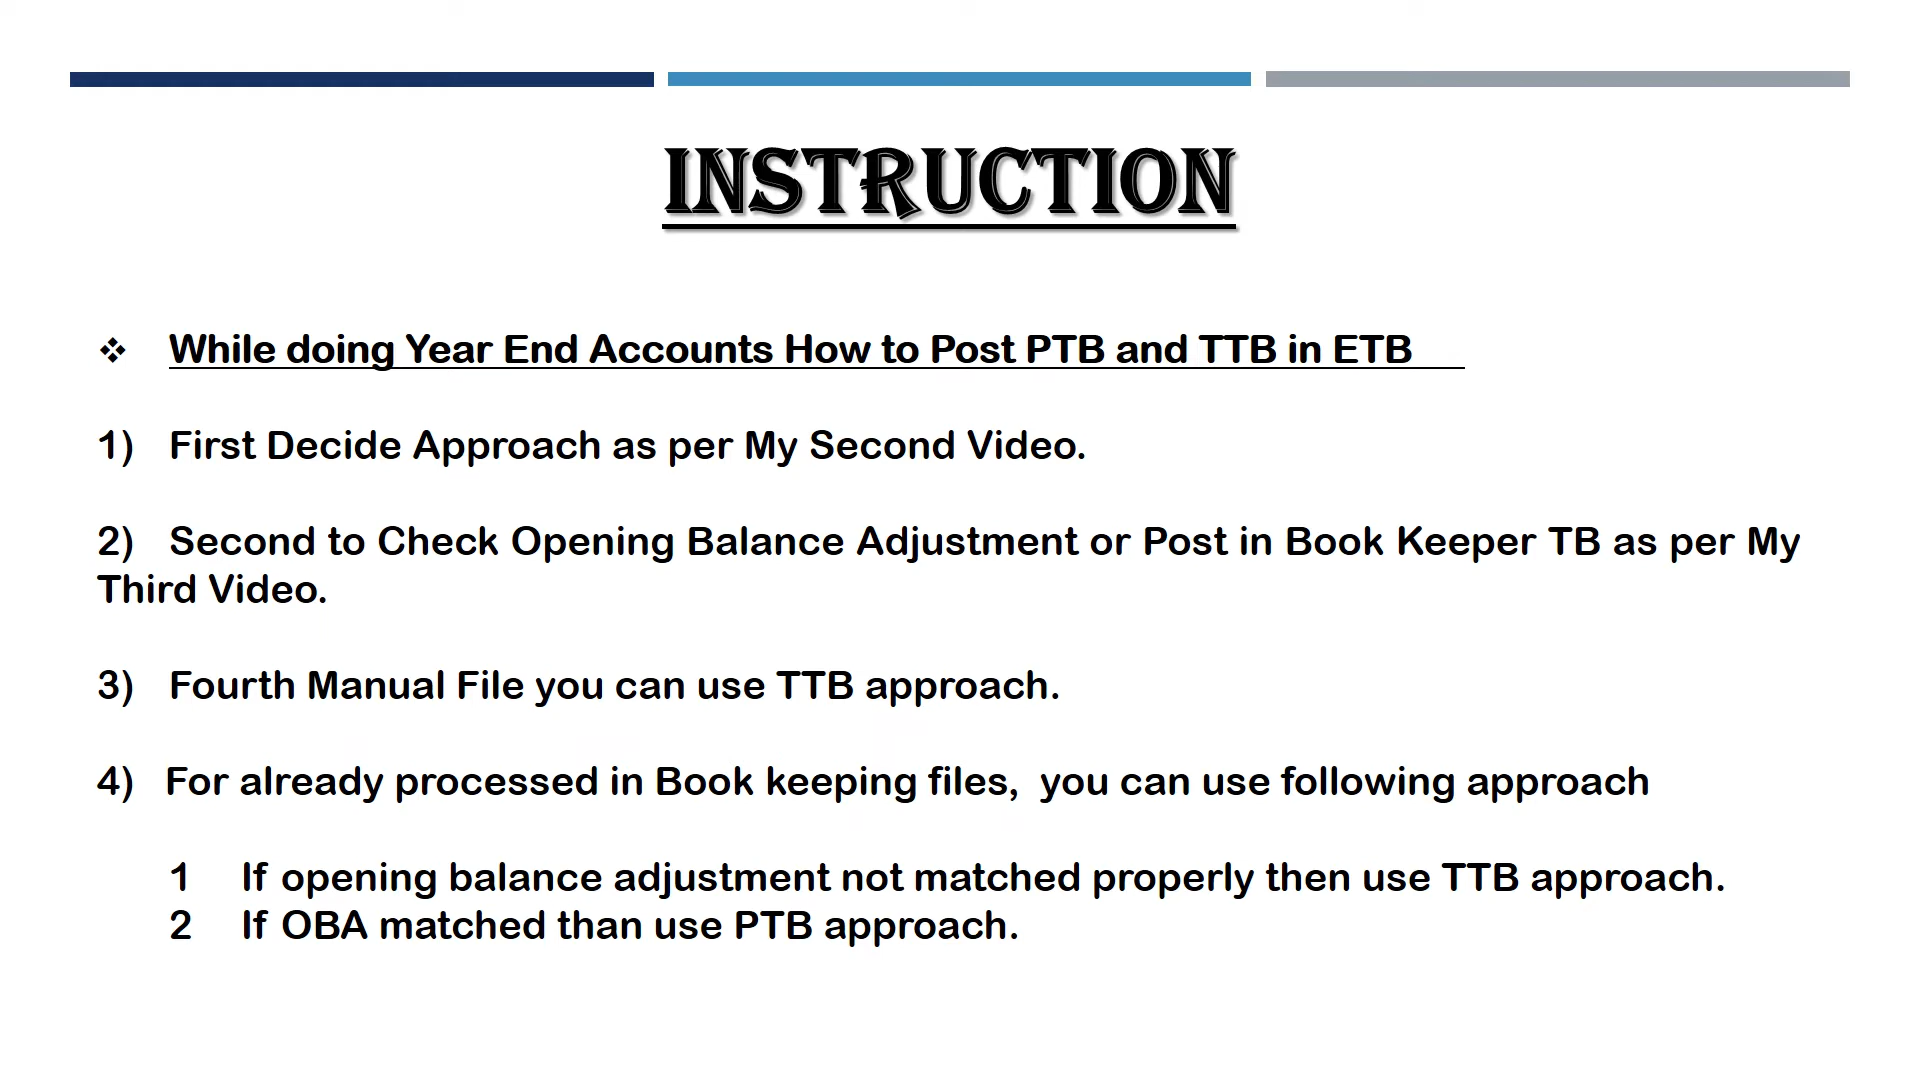 INSTRUCTION
❖ While doing Year End Accounts How to Post PTB and TTB in ETB
1) First Decide Approach as per My Second Video.
2) Second to Check Opening Balance Adjustment or Post in Book Keeper TB as per My
Third Video.
3) Fourth Manual File you can use TTB approach.
4) For already processed in Book keeping files, you can use following approach
1 If opening balance adjustment not matched properly then use TTB approach.
2 If OBA matched than use PTB approach.